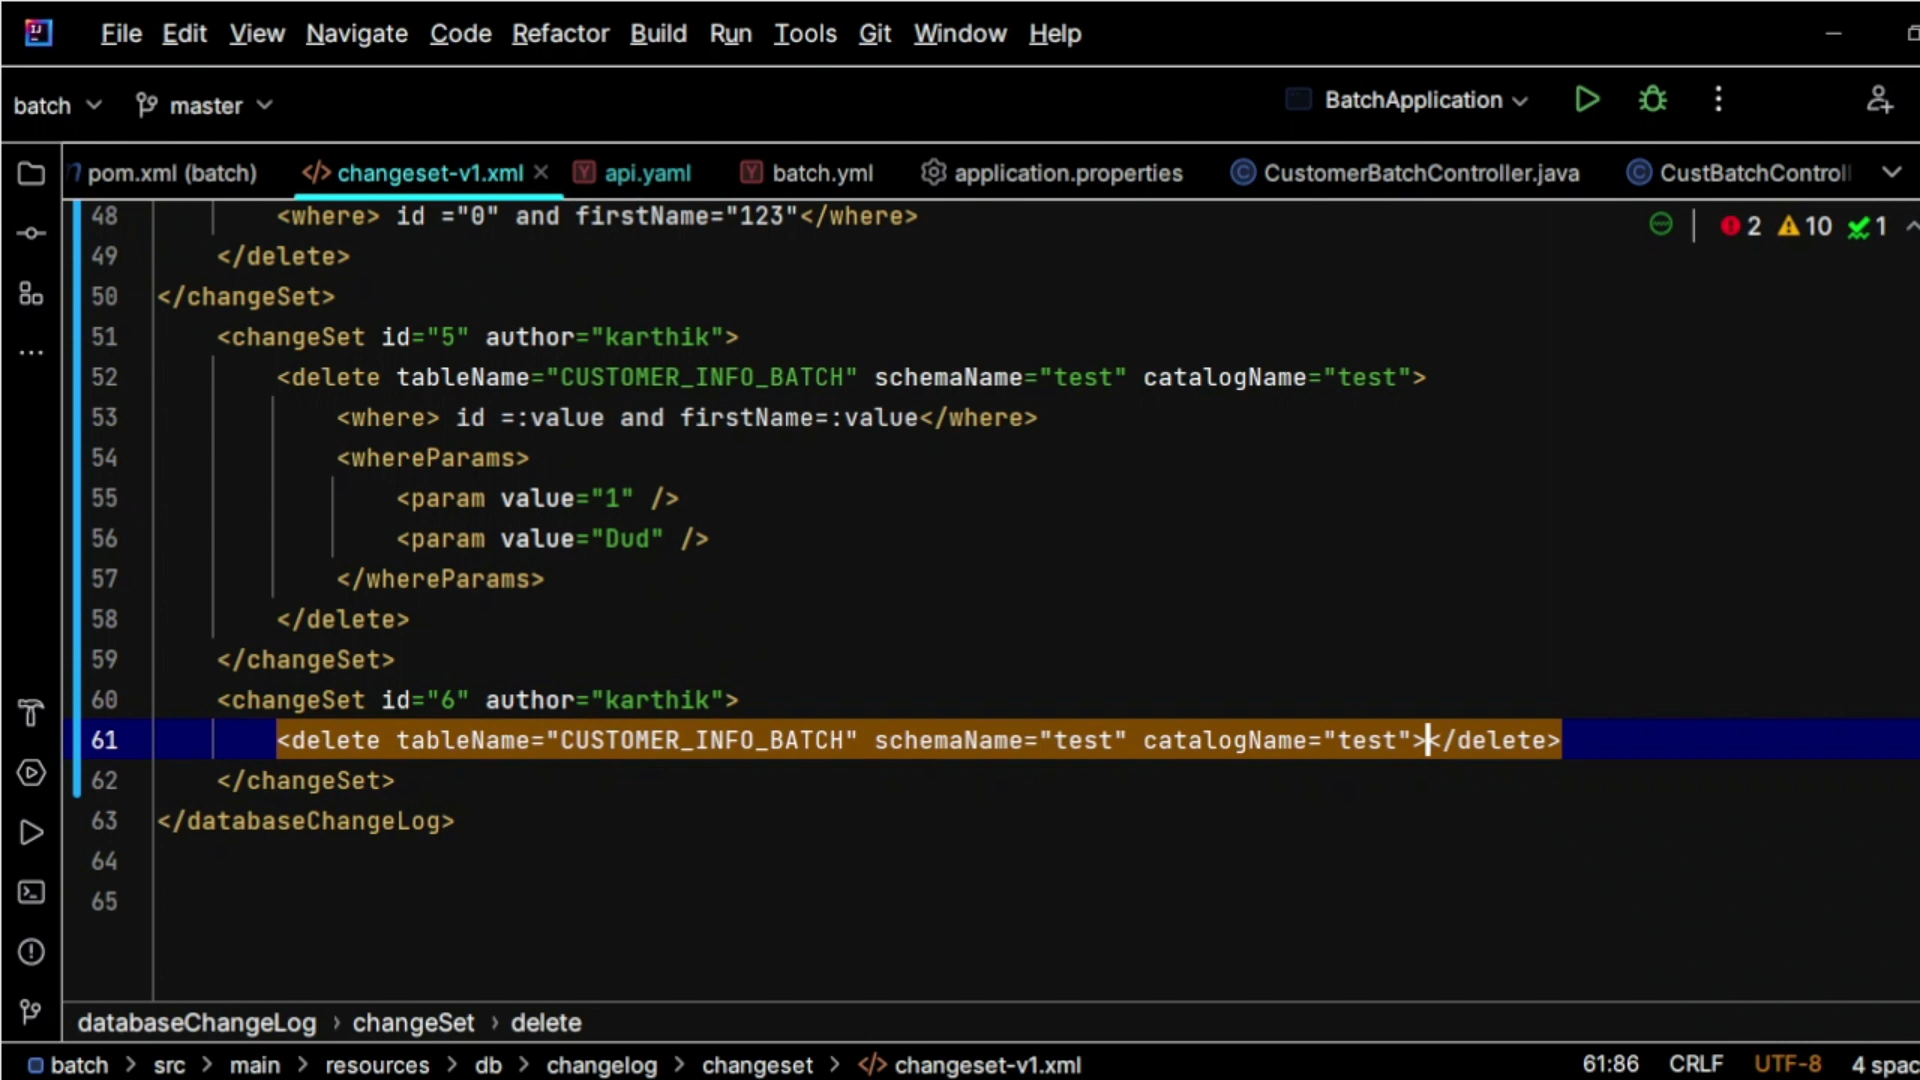 File Edit View Navigate Code Refactor Build Run Tools Git Window Help
batch master BatchApplication
pom.xml (batch) changeset-v1.xml api.yaml batch.yml application.properties CustomerBatchController.java CustBatchControll
48 <where> id ="0" and firstName="123"</where>
2 10 1
49 </delete>
50 </changeSet>
51 <changeSet id="5" author="karthik">
52 <delete tableName="CUSTOMER_INFO_BATCH" schemaName="test" catalogName="test">
53 <where> id =:value and firstName=:value</where>
54 <whereParams>
55 <param value="1" />
56 <param value="Dud" />
57 </whereParams>
58 </delete>
59 </changeSet>
60 <changeSet id="6" author="karthik">
61 <delete tableName="CUSTOMER_INFO_BATCH" schemaName="test" catalogName="test"></delete>
62 </changeSet>
63 </databaseChangeLog>
64
65
databaseChangeLog › changeSet › delete
batch > src > main > resources > db > changelog > changeset > </> changeset-v1.xml 61:86 CRLF UTF-8 4 spac